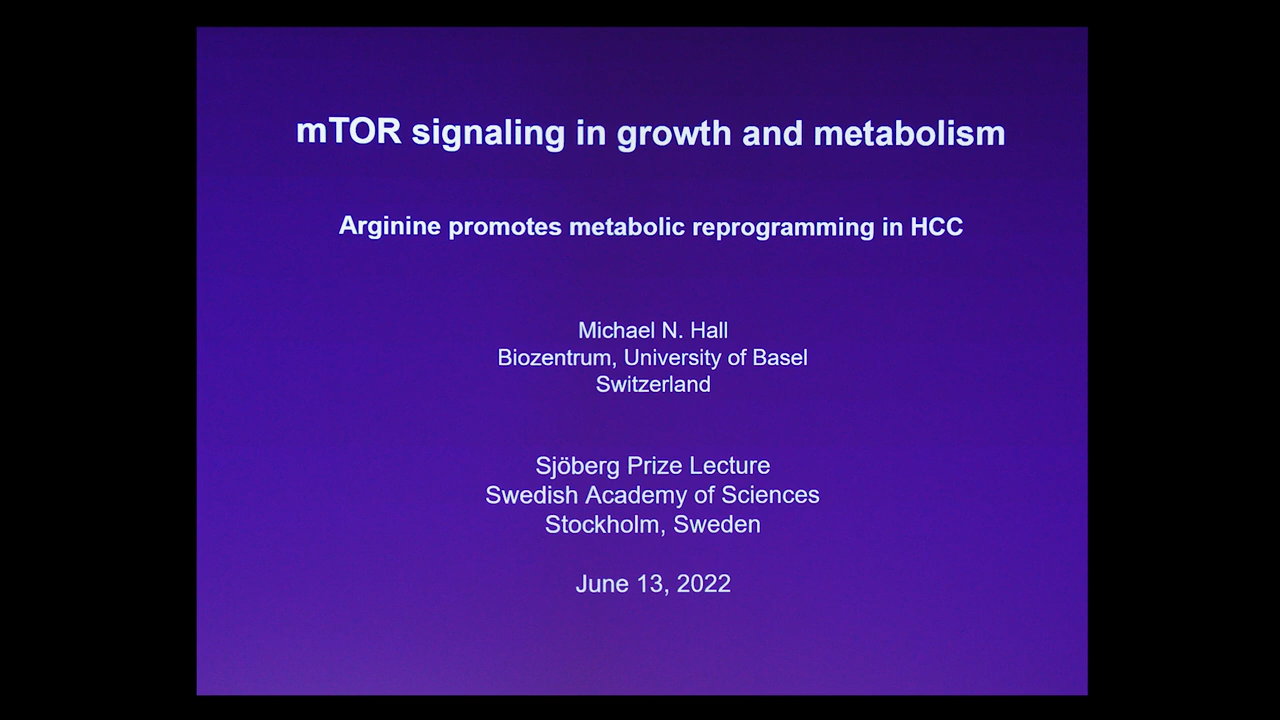 mTOR signaling in growth and metabolism
Arginine promotes metabolic reprogramming in HCC
Michael N. Hall
Biozentrum, University of Basel
Switzerland
Sjöberg Prize Lecture
Swedish Academy of Sciences
Stockholm, Sweden
June 13, 2022